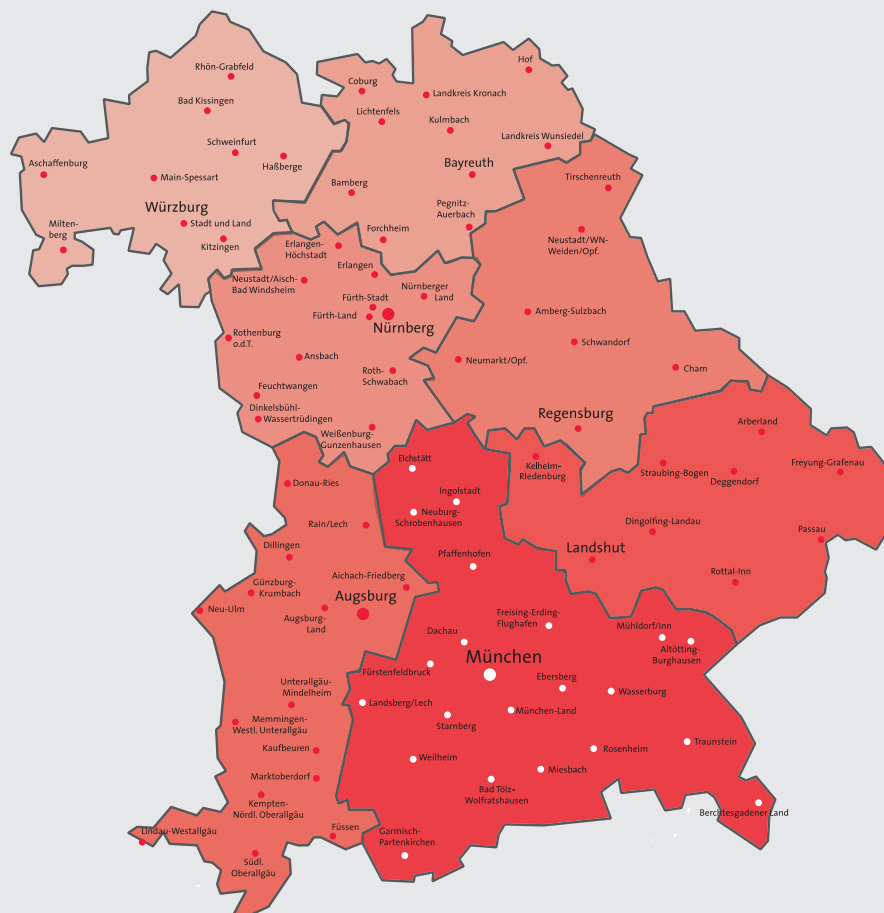 Rhön-Grabfeld
Bad Kissingen
Schweinfurt
Haßberge
Aschaffenburg
Main-Spessart
Würzburg
Stadt und Land
Kitzingen
Milten-
berg
Hof
Coburg
Landkreis Kronach
Lichtenfels
Kulmbach
Landkreis Wunsiedel
Bayreuth
Bamberg
Pegnitz-
Auerbach
Forchheim
Tirschenreuth
Neustadt/WN-
Weiden/Opf.
Amberg-Sulzbach
Schwandorf
Neumarkt/Opf.
Cham
Regensburg
Erlangen-
Höchstadt
Erlangen
Neustadt/Aisch-
Bad Windsheim
Nürnberger
Land
Fürth-Stadt
Fürth-Land
Nürnberg
Rothenburg
o.d.T.
Ansbach
Roth-
Schwabach
Feuchtwangen
Dinkelsbühl-
Wassertrüdingen
Weißenburg-
Gunzenhausen
Arberland
Kelheim-
Riedenburg
Straubing-Bogen
Deggendorf
Freyung-Grafenau
Dingolfing-Landau
Passau
Landshut
Rottal-Inn
Donau-Ries
Rain/Lech
Dillingen
Günzburg-
Krumbach
Aichach-Friedberg
Augsburg
Neu-Ulm
Augsburg-
Land
Unterallgäu-
Mindelheim
Memmingen-
Westl. Unterallgäu
Kaufbeuren
Marktoberdorf
Kempten-
Nördl. Oberallgäu
Lindau-Westallgäu
Füssen
Südl.
Oberallgäu
Eichstätt
Ingolstadt
Neuburg-
Schrobenhausen
Pfaffenhofen
Freising-Erding-
Flughafen
Dachau
Mühldorf/Inn
Altötting-
Burghausen
München
Fürstenfeldbruck
Ebersberg
Landsberg/Lech
Wasserburg
München-Land
Starnberg
Weilheim
Rosenheim
Traunstein
Miesbach
Bad Tölz-
Wolfratshausen
Berchtesgadener Land
Garmisch-
Partenkirchen